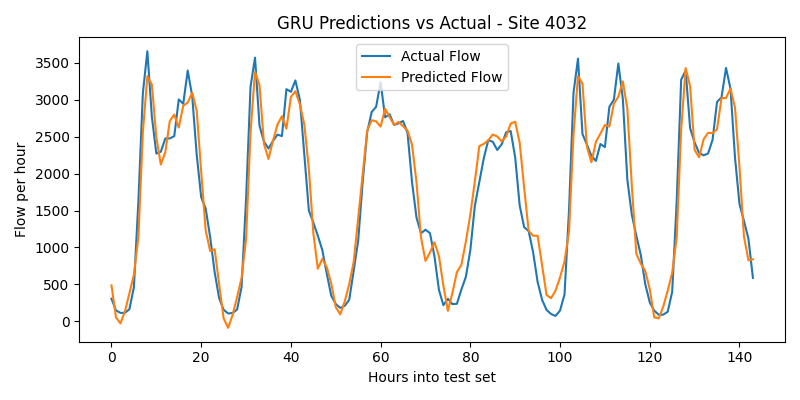 GRU Predictions vs Actual - Site 4032
Actual Flow
Predicted Flow
Flow per hour
3500
3000
2500
2000
1500
1000
500
0
0 20 40 60 80 100 120 140
Hours into test set